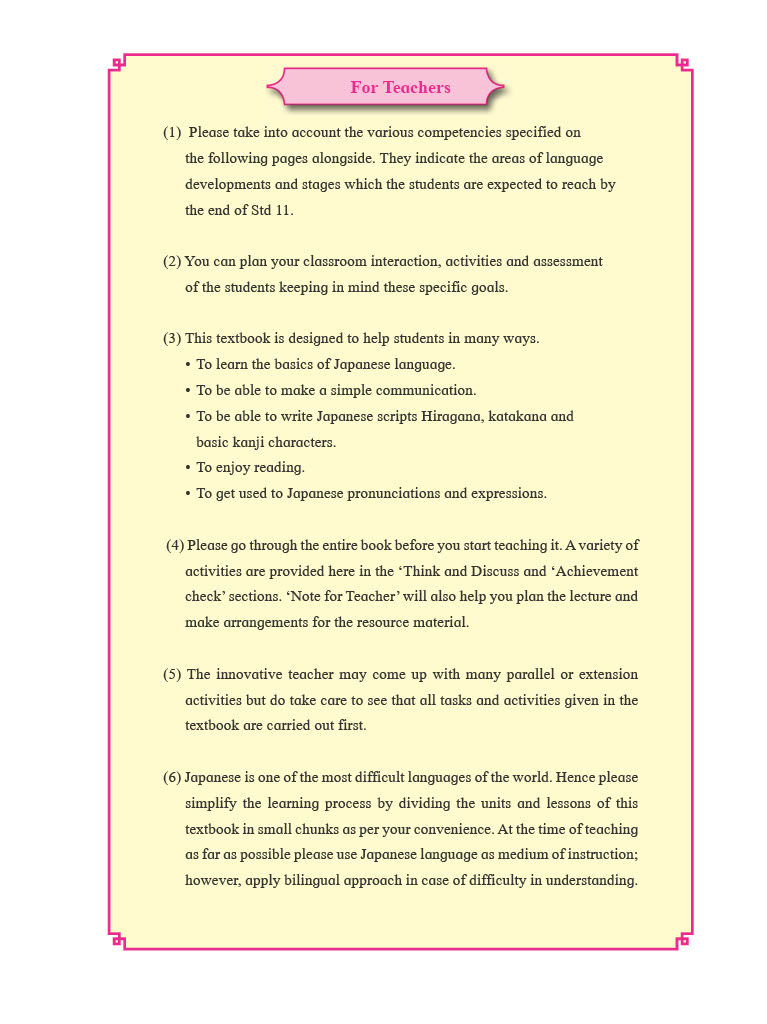 For Teachers
(1) Please take into account the various competencies specified on
the following pages alongside. They indicate the areas of language
developments and stages which the students are expected to reach by
the end of Std 11.
(2) You can plan your classroom interaction, activities and assessment
of the students keeping in mind these specific goals.
(3) This textbook is designed to help students in many ways.
• To learn the basics of Japanese language.
• To be able to make a simple communication.
• To be able to write Japanese scripts Hiragana, katakana and
basic kanji characters.
• To enjoy reading.
• To get used to Japanese pronunciations and expressions.
(4) Please go through the entire book before you start teaching it. A variety of
activities are provided here in the ‘Think and Discuss and ‘Achievement
check’ sections. ‘Note for Teacher’ will also help you plan the lecture and
make arrangements for the resource material.
(5) The innovative teacher may come up with many parallel or extension
activities but do take care to see that all tasks and activities given in the
textbook are carried out first.
(6) Japanese is one of the most difficult languages of the world. Hence please
simplify the learning process by dividing the units and lessons of this
textbook in small chunks as per your convenience. At the time of teaching
as far as possible please use Japanese language as medium of instruction;
however, apply bilingual approach in case of difficulty in understanding.